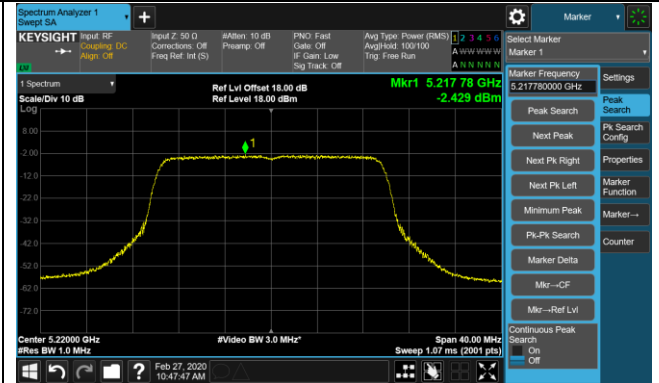 Spectrum Analyzer 1
Swept SA
Marker
KEYSIGHT
Input: RF
Coupling: DC
Align: Off
Input Z: 50 Ω
Corrections: Off
Freq Ref: Int (S)
#Atten: 10 dB
Preamp: Off
PNO: Fast
Gate: Off
IF Gain: Low
Sig Track: Off
Avg Type: Power (RMS)
Avg|Hold: 100/100
Trig: Free Run
1 2 3 4 5 6
A W W W W W
A N N N N N
Select Marker
Marker 1
1 Spectrum
Scale/Div 10 dB
Log
Ref Lvl Offset 18.00 dB
Ref Level 18.00 dBm
Mkr1 5.217 78 GHz
-2.429 dBm
8.00
-2.00
-12.0
-22.0
-32.0
-42.0
-52.0
-62.0
-72.0
1
Center 5.22000 GHz
#Res BW 1.0 MHz
#Video BW 3.0 MHz*
Span 40.00 MHz
Sweep 1.07 ms (2001 pts)
Marker Frequency
5.217780000 GHz
Peak Search
Next Peak
Next Pk Right
Next Pk Left
Minimum Peak
Pk-Pk Search
Marker Delta
Mkr→CF
Mkr→Ref Lvl
Continuous Peak
Search
On
Off
Settings
Peak
Search
Pk Search
Config
Properties
Marker
Function
Marker→
Counter
?
Feb 27, 2020
10:47:47 AM